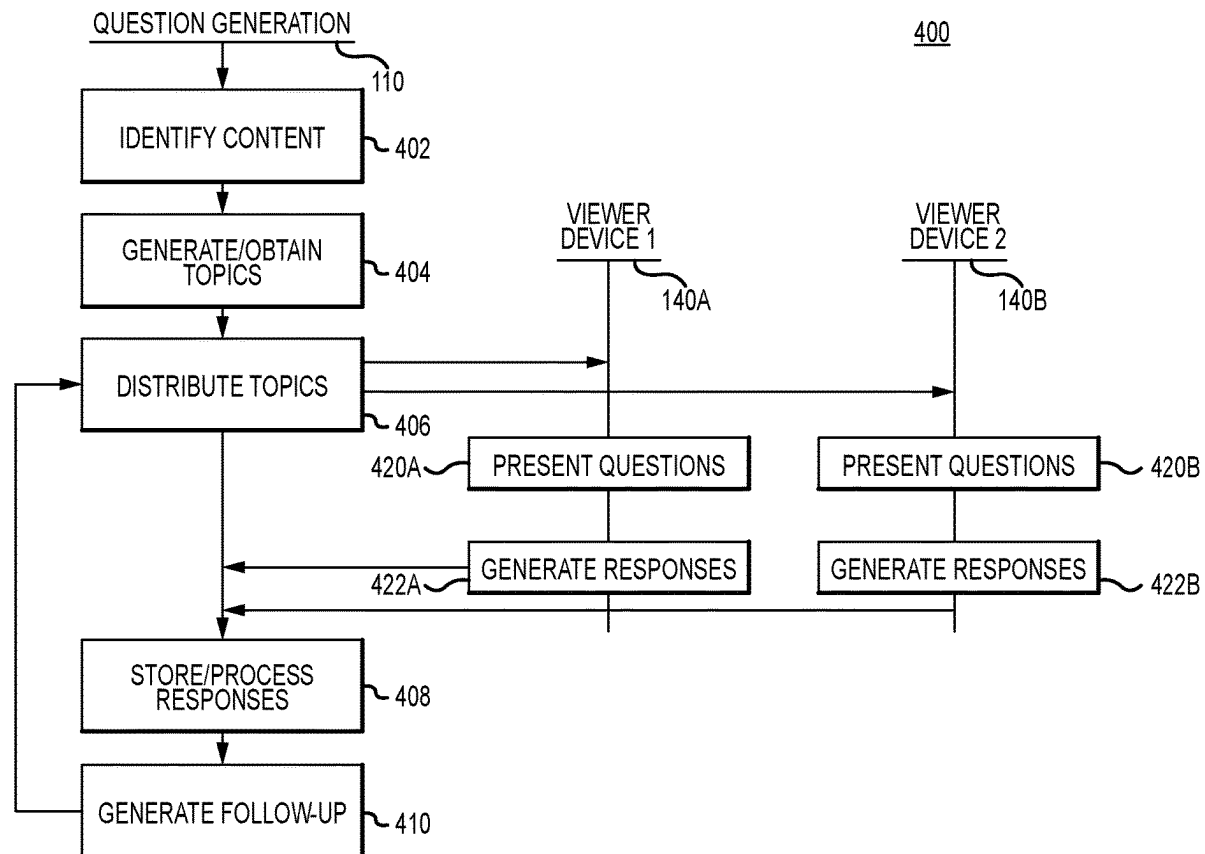 QUESTION GENERATION
400
110
IDENTIFY CONTENT
402
GENERATE/OBTAIN
TOPICS
404
VIEWER
DEVICE 1
140A
VIEWER
DEVICE 2
140B
DISTRIBUTE TOPICS
406
420A
PRESENT QUESTIONS
PRESENT QUESTIONS
420B
422A
GENERATE RESPONSES
GENERATE RESPONSES
422B
STORE/PROCESS
RESPONSES
408
GENERATE FOLLOW-UP
410